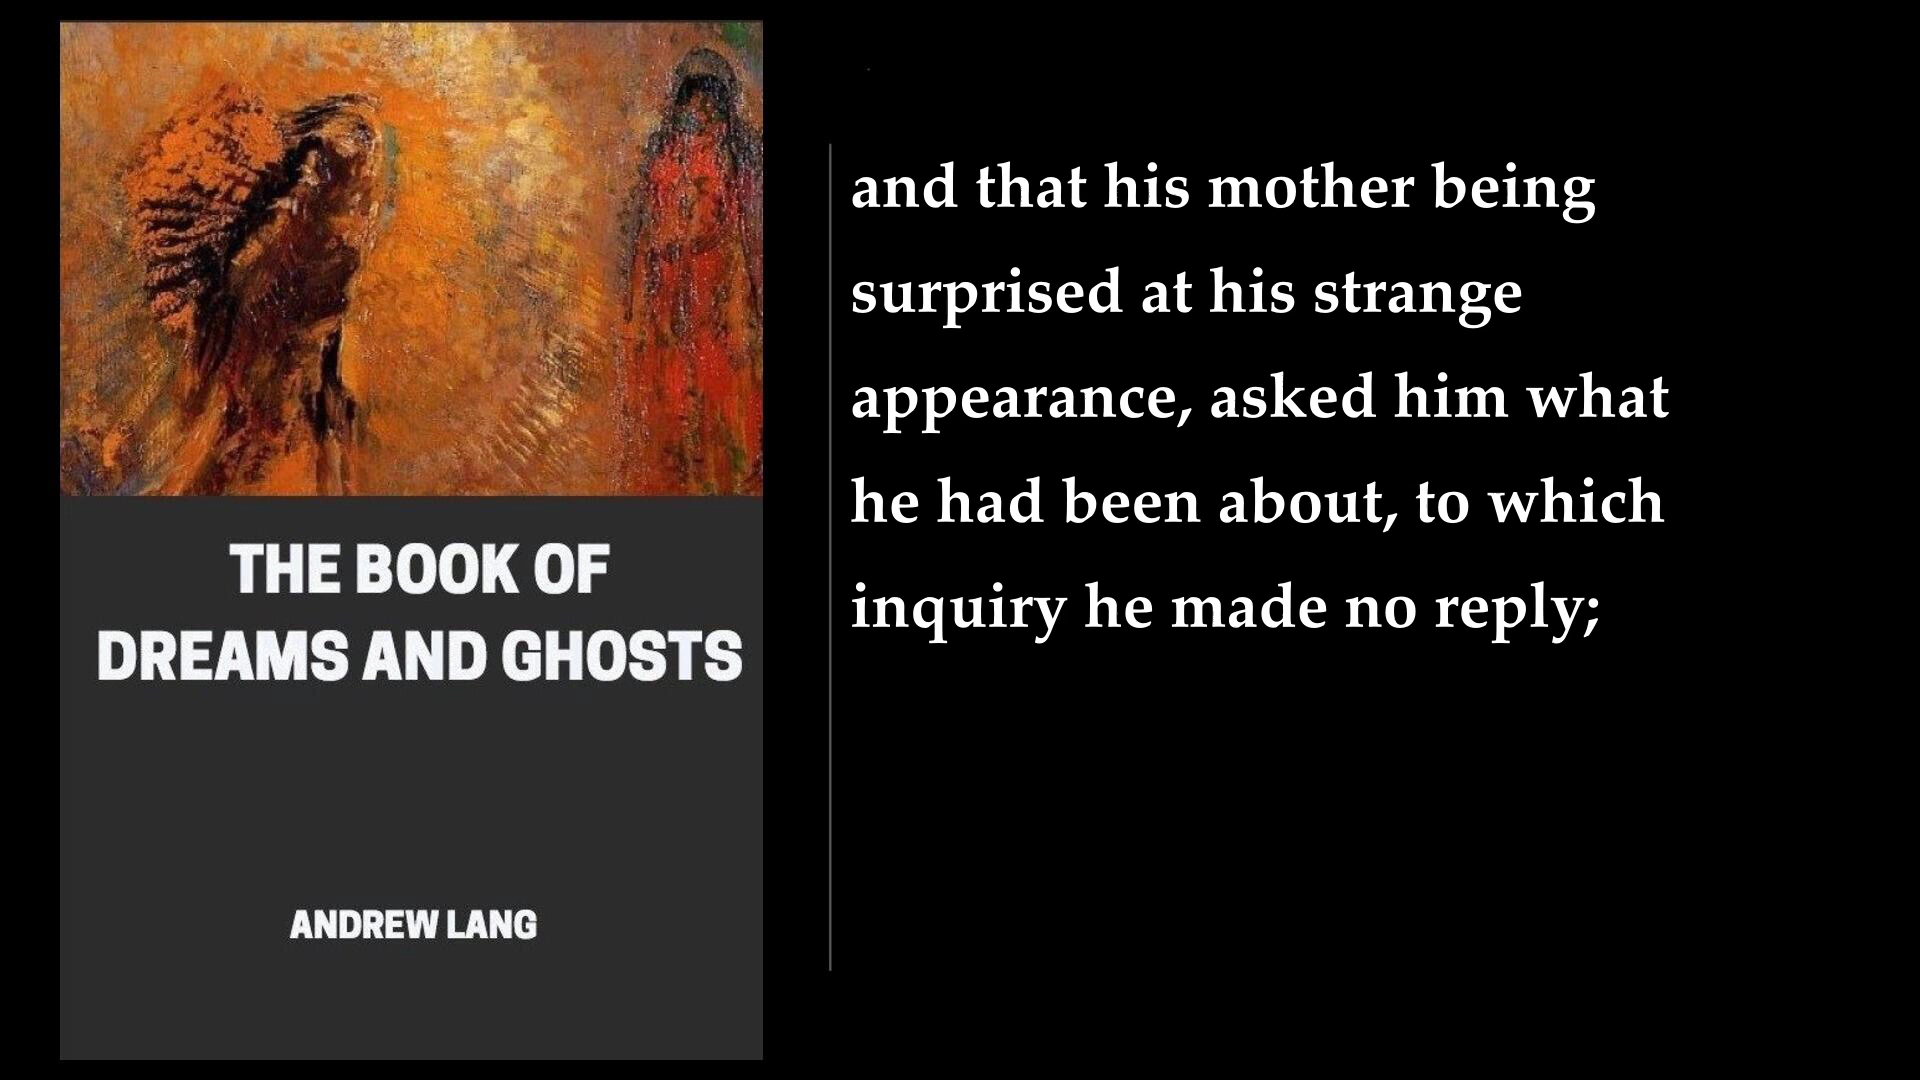 THE BOOK OF
DREAMS AND GHOSTS
ANDREW LANG
and that his mother being
surprised at his strange
appearance, asked him what
he had been about, to which
inquiry he made no reply;